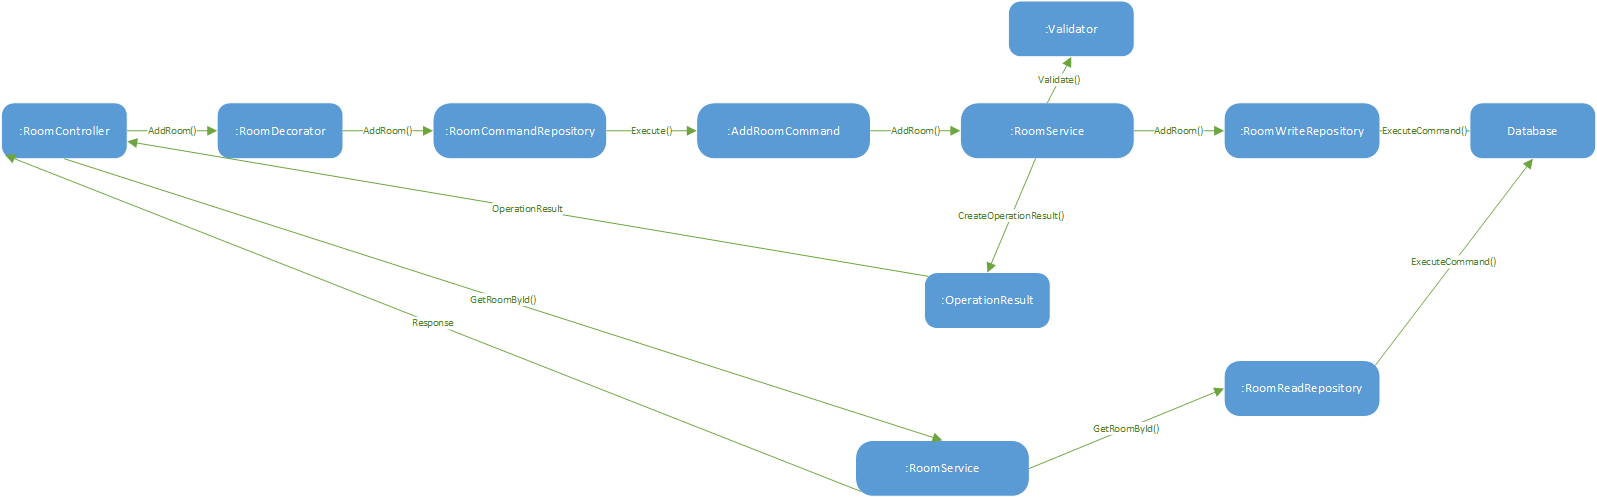 :Validator
Validate()
:RoomController
AddRoom()
:RoomDecorator
AddRoom()
:RoomCommandRepository
Execute()
:AddRoomCommand
AddRoom()
:RoomService
AddRoom()
:RoomWriteRepository
ExecuteCommand()
Database
OperationResult
CreateOperationResult()
ExecuteCommand()
GetRoomById()
:OperationResult
Response
:RoomReadRepository
GetRoomById()
:RoomService